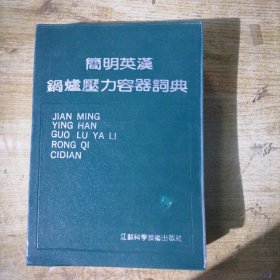 簡明英漢
鍋爐壓力容器詞典
JIAN MING
YING HAN
GUO LU YA LI
RONG QI
CIDIAN
江蘇科學技術出版社